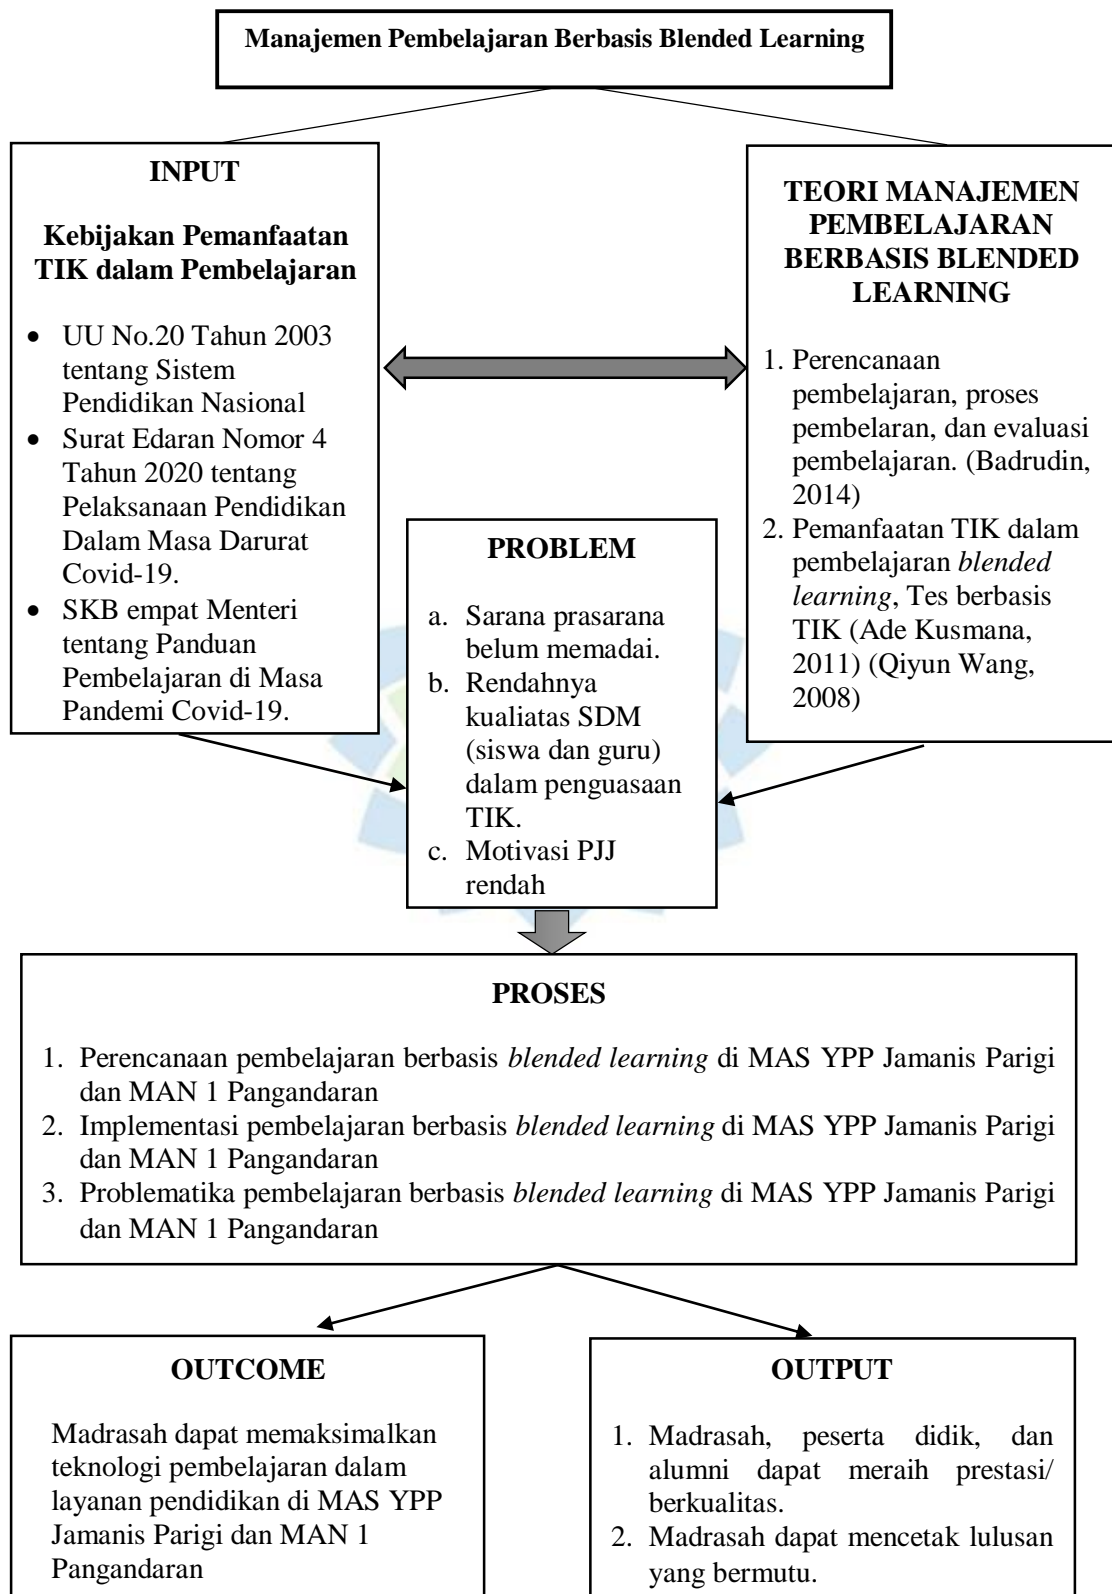 Manajemen Pembelajaran Berbasis Blended Learning
INPUT
Kebijakan Pemanfaatan
TIK dalam Pembelajaran
• UU No.20 Tahun 2003
tentang Sistem
Pendidikan Nasional
• Surat Edaran Nomor 4
Tahun 2020 tentang
Pelaksanaan Pendidikan
Dalam Masa Darurat
Covid-19.
• SKB empat Menteri
tentang Panduan
Pembelajaran di Masa
Pandemi Covid-19.
TEORI MANAJEMEN
PEMBELAJARAN
BERBASIS BLENDED
LEARNING
1. Perencanaan
pembelajaran, proses
pembelaran, dan evaluasi
pembelajaran. (Badrudin,
2014)
2. Pemanfaatan TIK dalam
pembelajaran blended
learning, Tes berbasis
TIK (Ade Kusmana,
2011) (Qiyun Wang,
2008)
PROBLEM
a. Sarana prasarana
belum memadai.
b. Rendahnya
kualiatas SDM
(siswa dan guru)
dalam penguasaan
TIK.
c. Motivasi PJJ
rendah
PROSES
1. Perencanaan pembelajaran berbasis blended learning di MAS YPP Jamanis Parigi
dan MAN 1 Pangandaran
2. Implementasi pembelajaran berbasis blended learning di MAS YPP Jamanis Parigi
dan MAN 1 Pangandaran
3. Problematika pembelajaran berbasis blended learning di MAS YPP Jamanis Parigi
dan MAN 1 Pangandaran
OUTCOME
Madrasah dapat memaksimalkan
teknologi pembelajaran dalam
layanan pendidikan di MAS YPP
Jamanis Parigi dan MAN 1
Pangandaran
OUTPUT
1. Madrasah, peserta didik, dan
alumni dapat meraih prestasi/
berkualitas.
2. Madrasah dapat mencetak lulusan
yang bermutu.